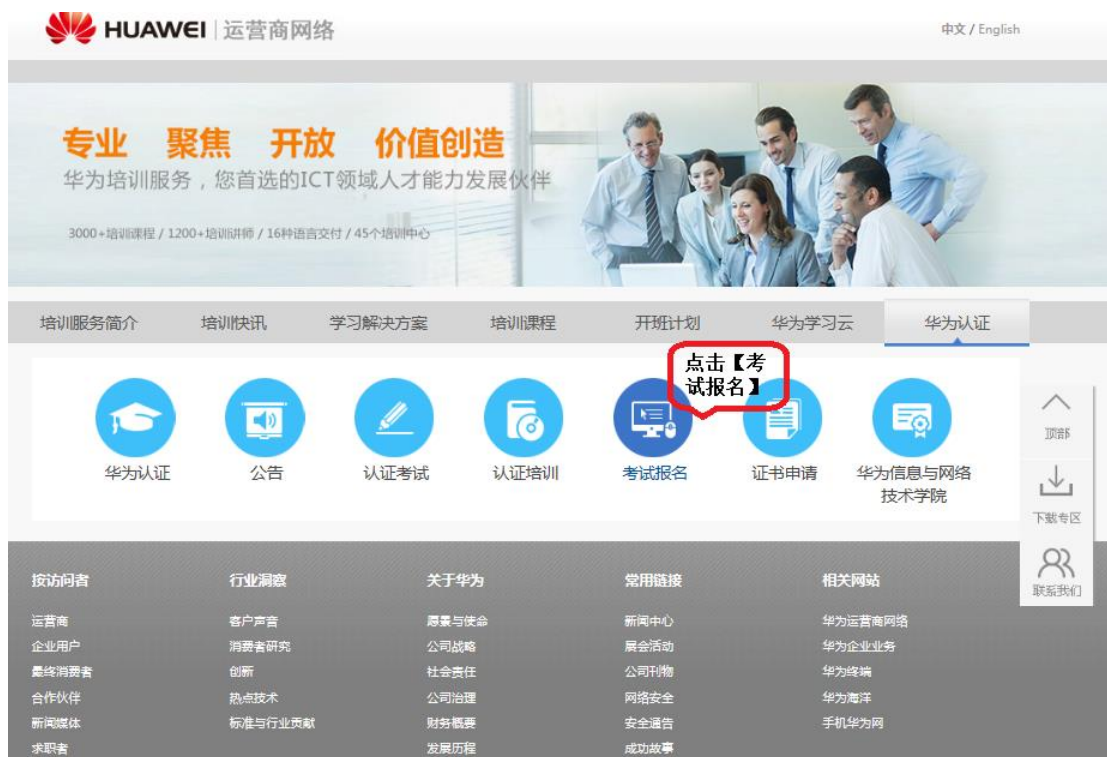 HUAWEI 运营商网络
中文 / English
专业 聚焦 开放 价值创造
华为培训服务,您首选的ICT领域人才能力发展伙伴
3000+培训课程 / 1200+培训讲师 / 16种语言交付 / 45个培训中心
培训服务简介 培训快讯 学习解决方案 培训课程 开班计划 华为学习云 华为认证
点击【考
试报名】
华为认证 公告 认证考试 认证培训 考试报名 证书申请 华为信息与网络
技术学院
顶部
下载专区
联系我们
按访问者 行业洞察 关于华为 常用链接 相关网站
运营商 客户声音 愿景与使命 新闻中心 华为运营商网络
企业用户 消费者研究 公司战略 展会活动 华为企业业务
最终消费者 创新 社会责任 公司刊物 华为终端
合作伙伴 热点技术 公司治理 网络安全 华为海洋
新闻媒体 标准与行业贡献 财务概要 安全通告 手机华为网
求职者 发展历程 成功故事